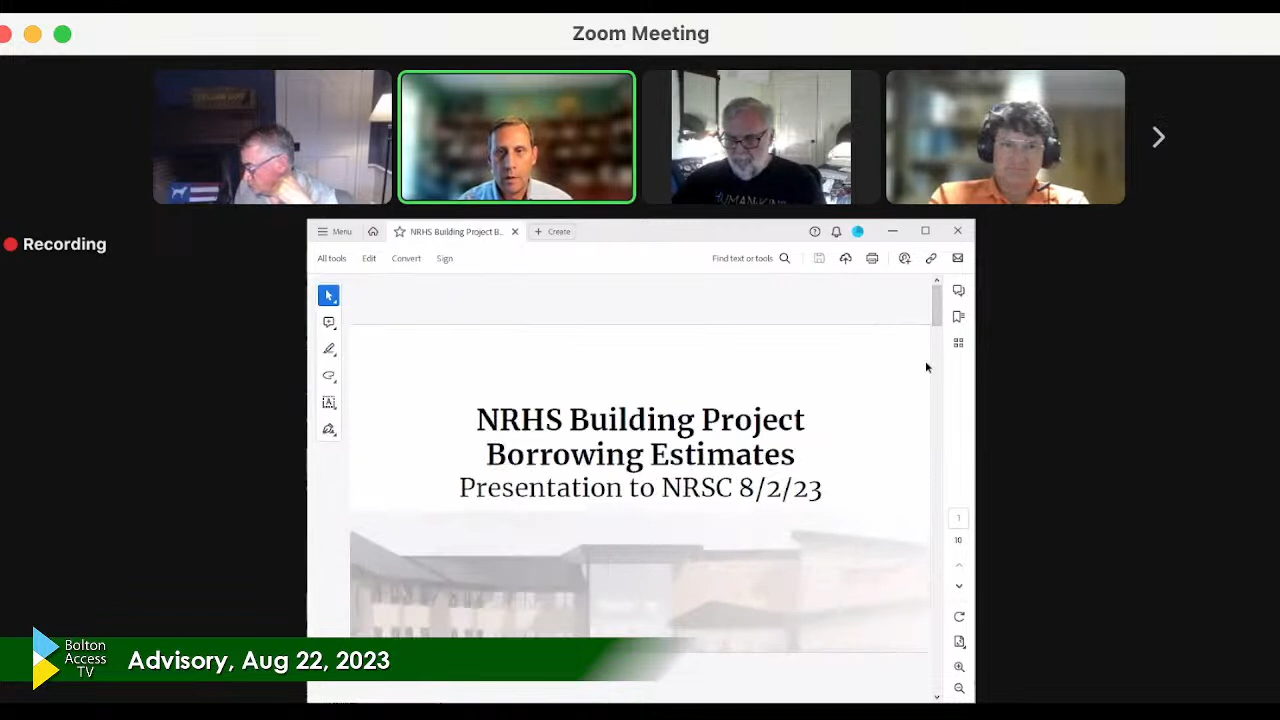 Zoom Meeting
Recording
Menu
NRHS Building Project B...
Create
All tools
Edit
Convert
Sign
Find text or tools
NRHS Building Project
Borrowing Estimates
Presentation to NRSC 8/2/23
1
10
Bolton
Access
TV
Advisory, Aug 22, 2023